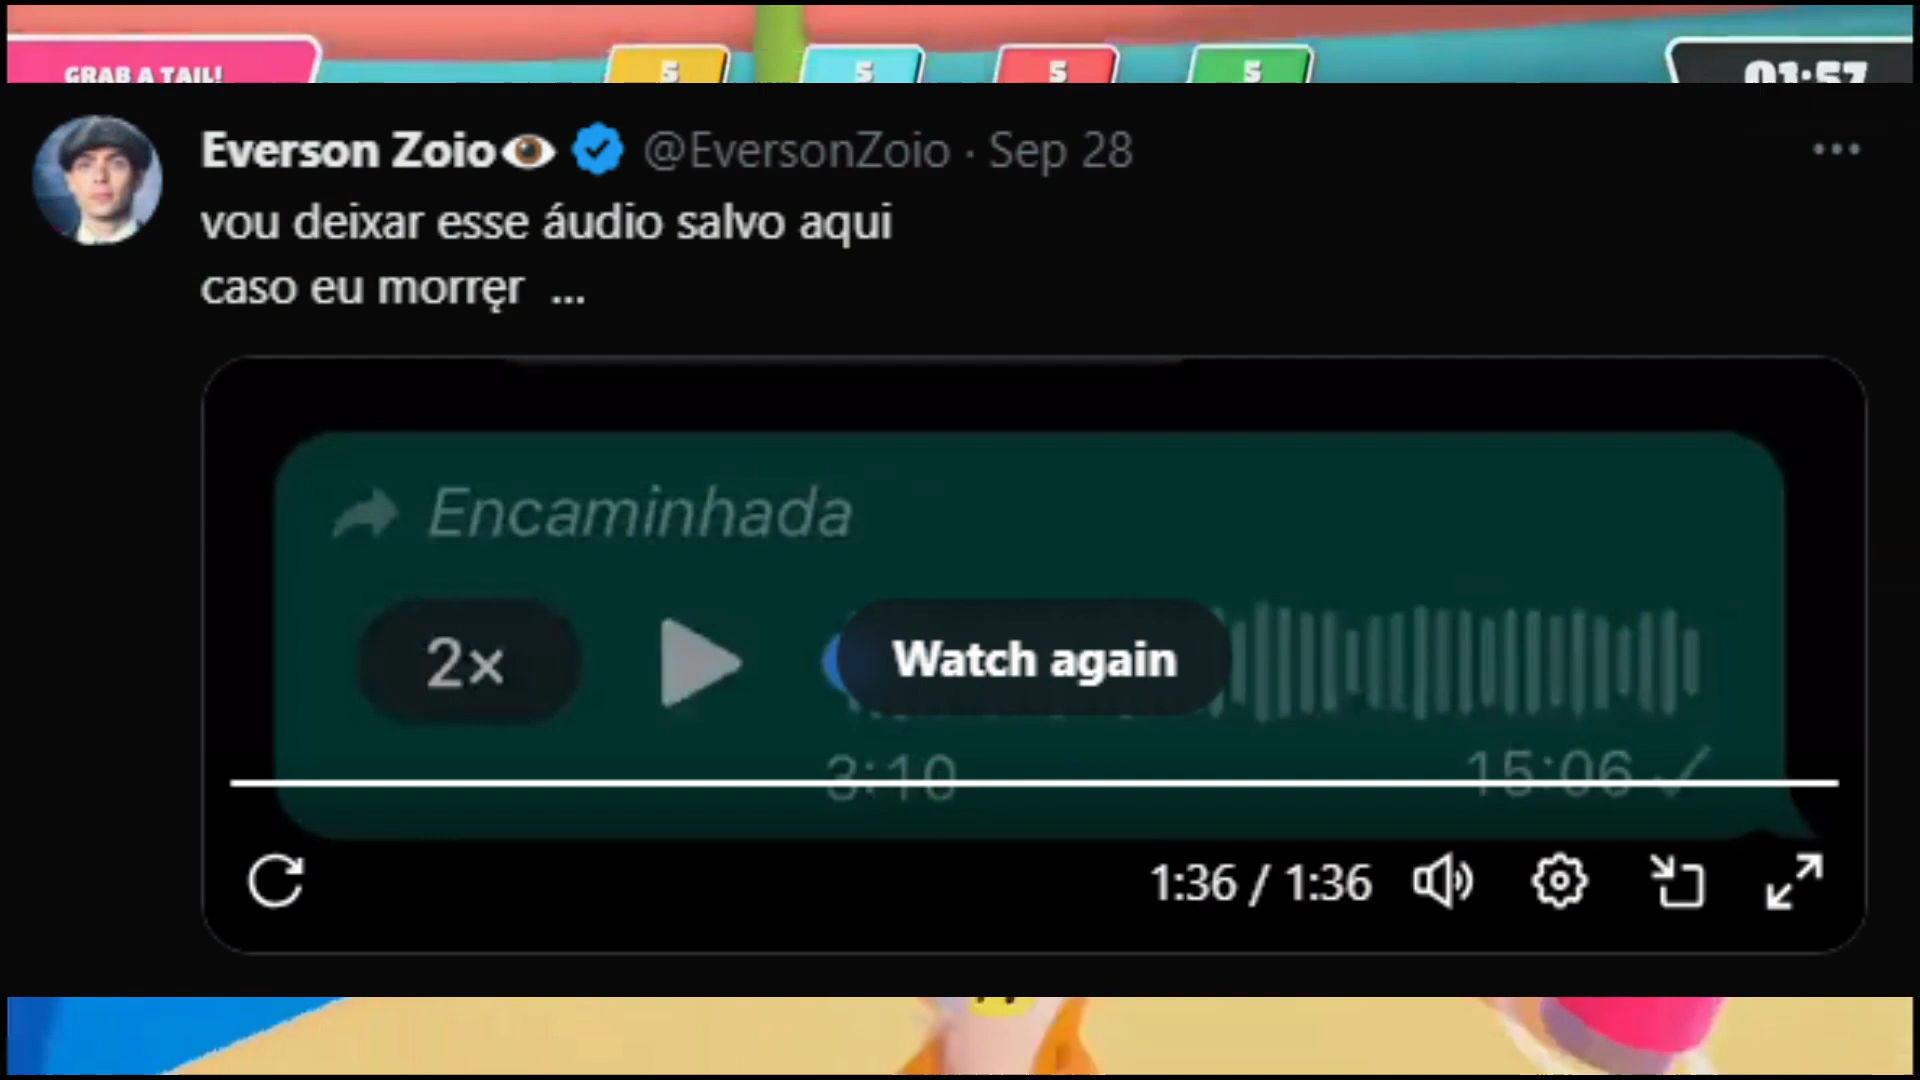 GRAB A TAIL!
5 5 5 5
01:57
Everson Zoio👁 @EversonZoio · Sep 28
vou deixar esse áudio salvo aqui
caso eu morręr ...
Encaminhada
2x
Watch again
3:10 15:06
1:36 / 1:36